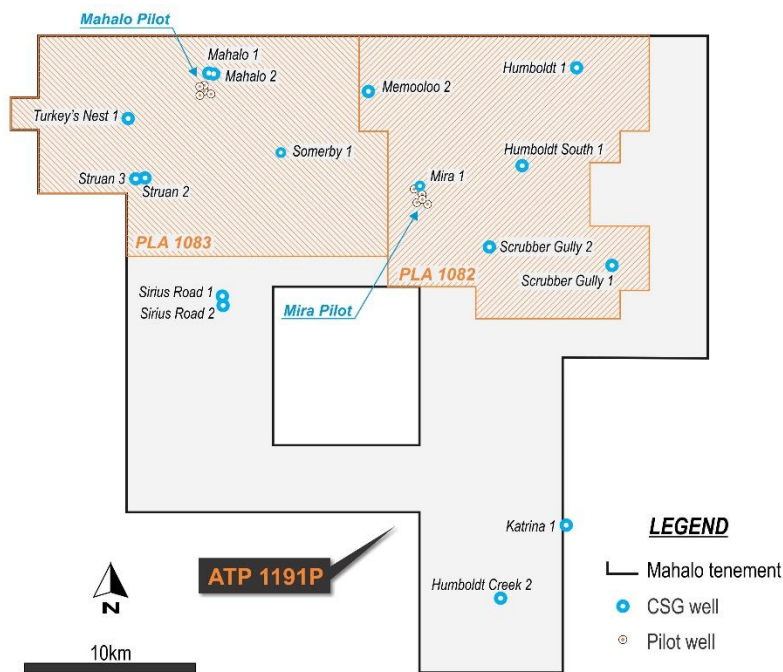 Mahalo Pilot
Mahalo 1
Mahalo 2
Humboldt 1
Memooloo 2
Turkey's Nest 1
Somerby 1
Humboldt South 1
Struan 3
Struan 2
Mira 1
PLA 1083
Scrubber Gully 2
PLA 1082
Scrubber Gully 1
Sirius Road 1
Sirius Road 2
Mira Pilot
Katrina 1
LEGEND
Mahalo tenement
ATP 1191P
Humboldt Creek 2
CSG well
N
Pilot well
10km